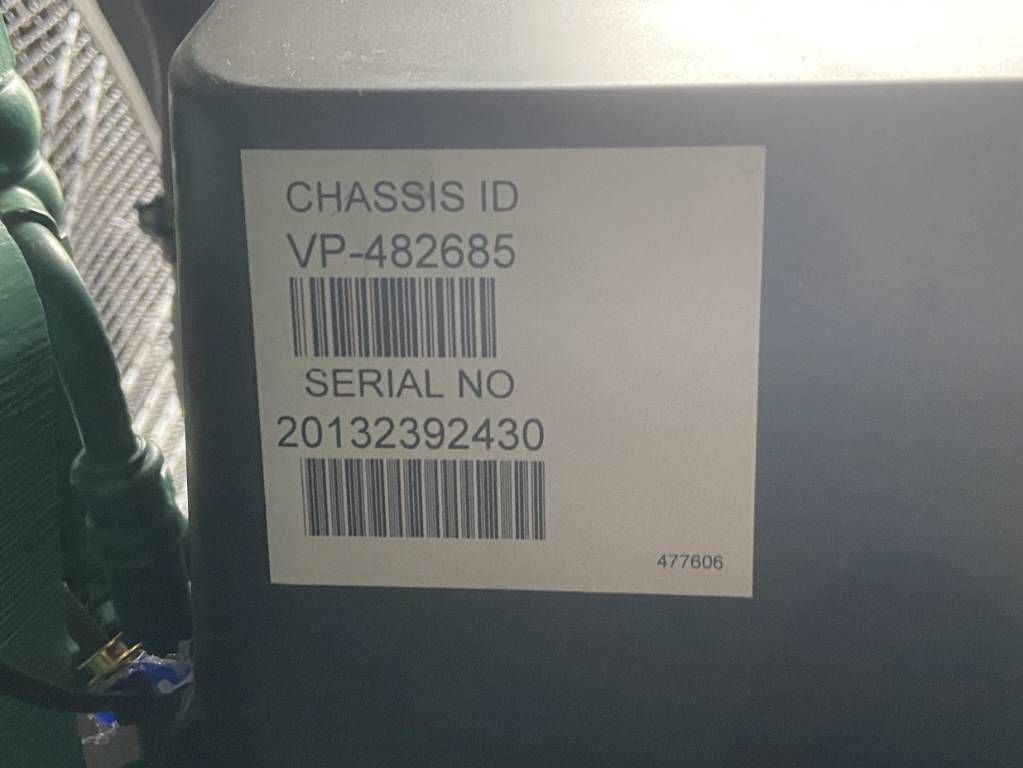 CHASSIS ID
VP-482685
SERIAL NO
20132392430
477606